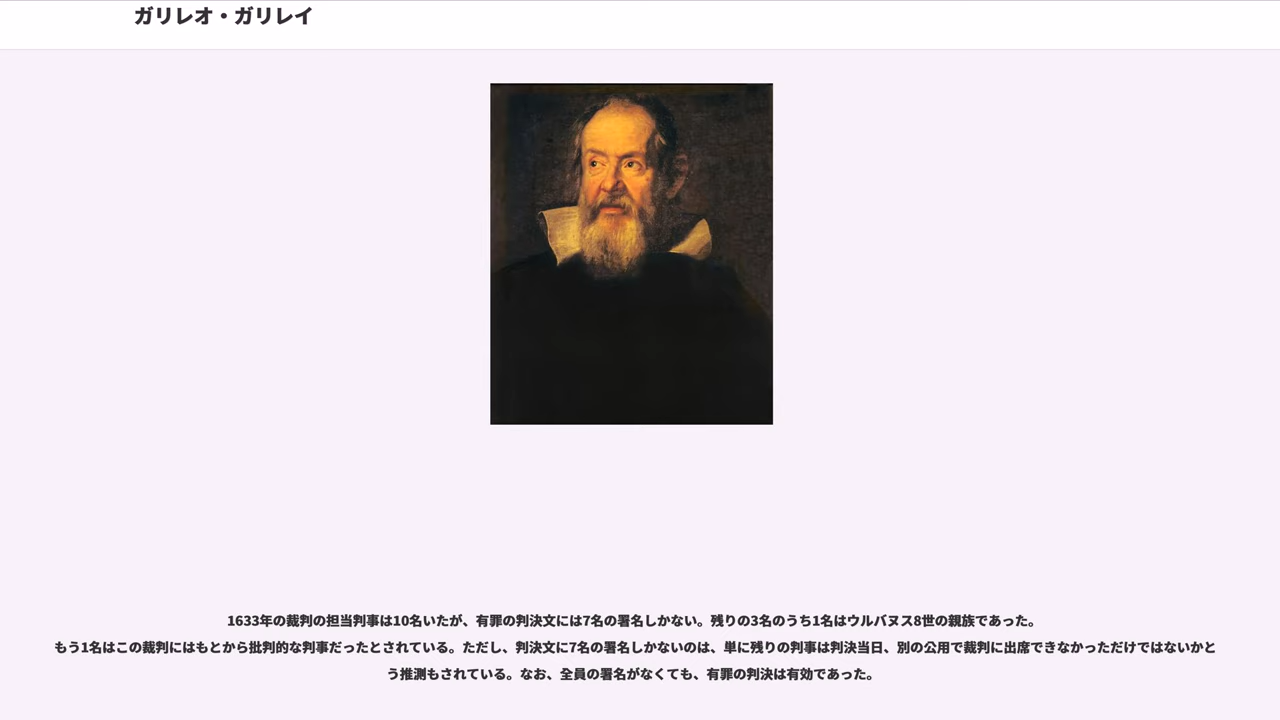 ガリレオ・ガリレイ
1633年の裁判の担当判事は10名いたが、有罪の判決文には7名の署名しかない。残りの3名のうち1名はウルバヌス8世の親族であった。
もう1名はこの裁判にはもとから批判的な判事だったとされている。ただし、判決文に7名の署名しかないのは、単に残りの判事は判決当日、別の公用で裁判に出席できなかっただけではないかと
う推測もされている。なお、全員の署名がなくても、有罪の判決は有効であった。